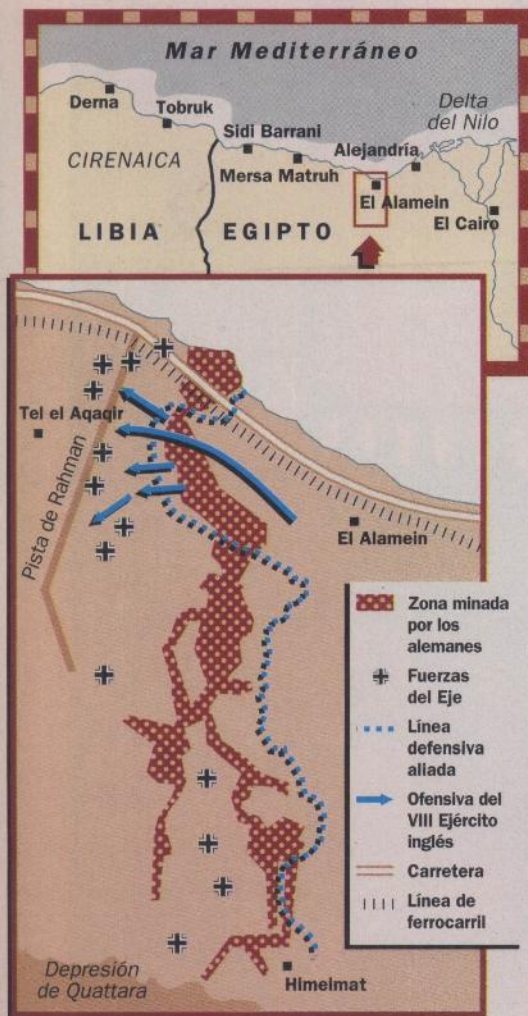 Mar Mediterráneo
Derna
Tobruk
Delta
del Nilo
Sidi Barrani
Alejandría
CIRENAICA
Mersa Matruh
El Alamein
LIBIA
EGIPTO
El Cairo
Tel el Aqaqir
Pista de Rahman
El Alamein
Zona minada
por los
alemanes
Fuerzas
del Eje
Línea
defensiva
aliada
Ofensiva del
VIII Ejército
inglés
Carretera
Línea de
ferrocarril
Depresión
de Quattara
Himeimat